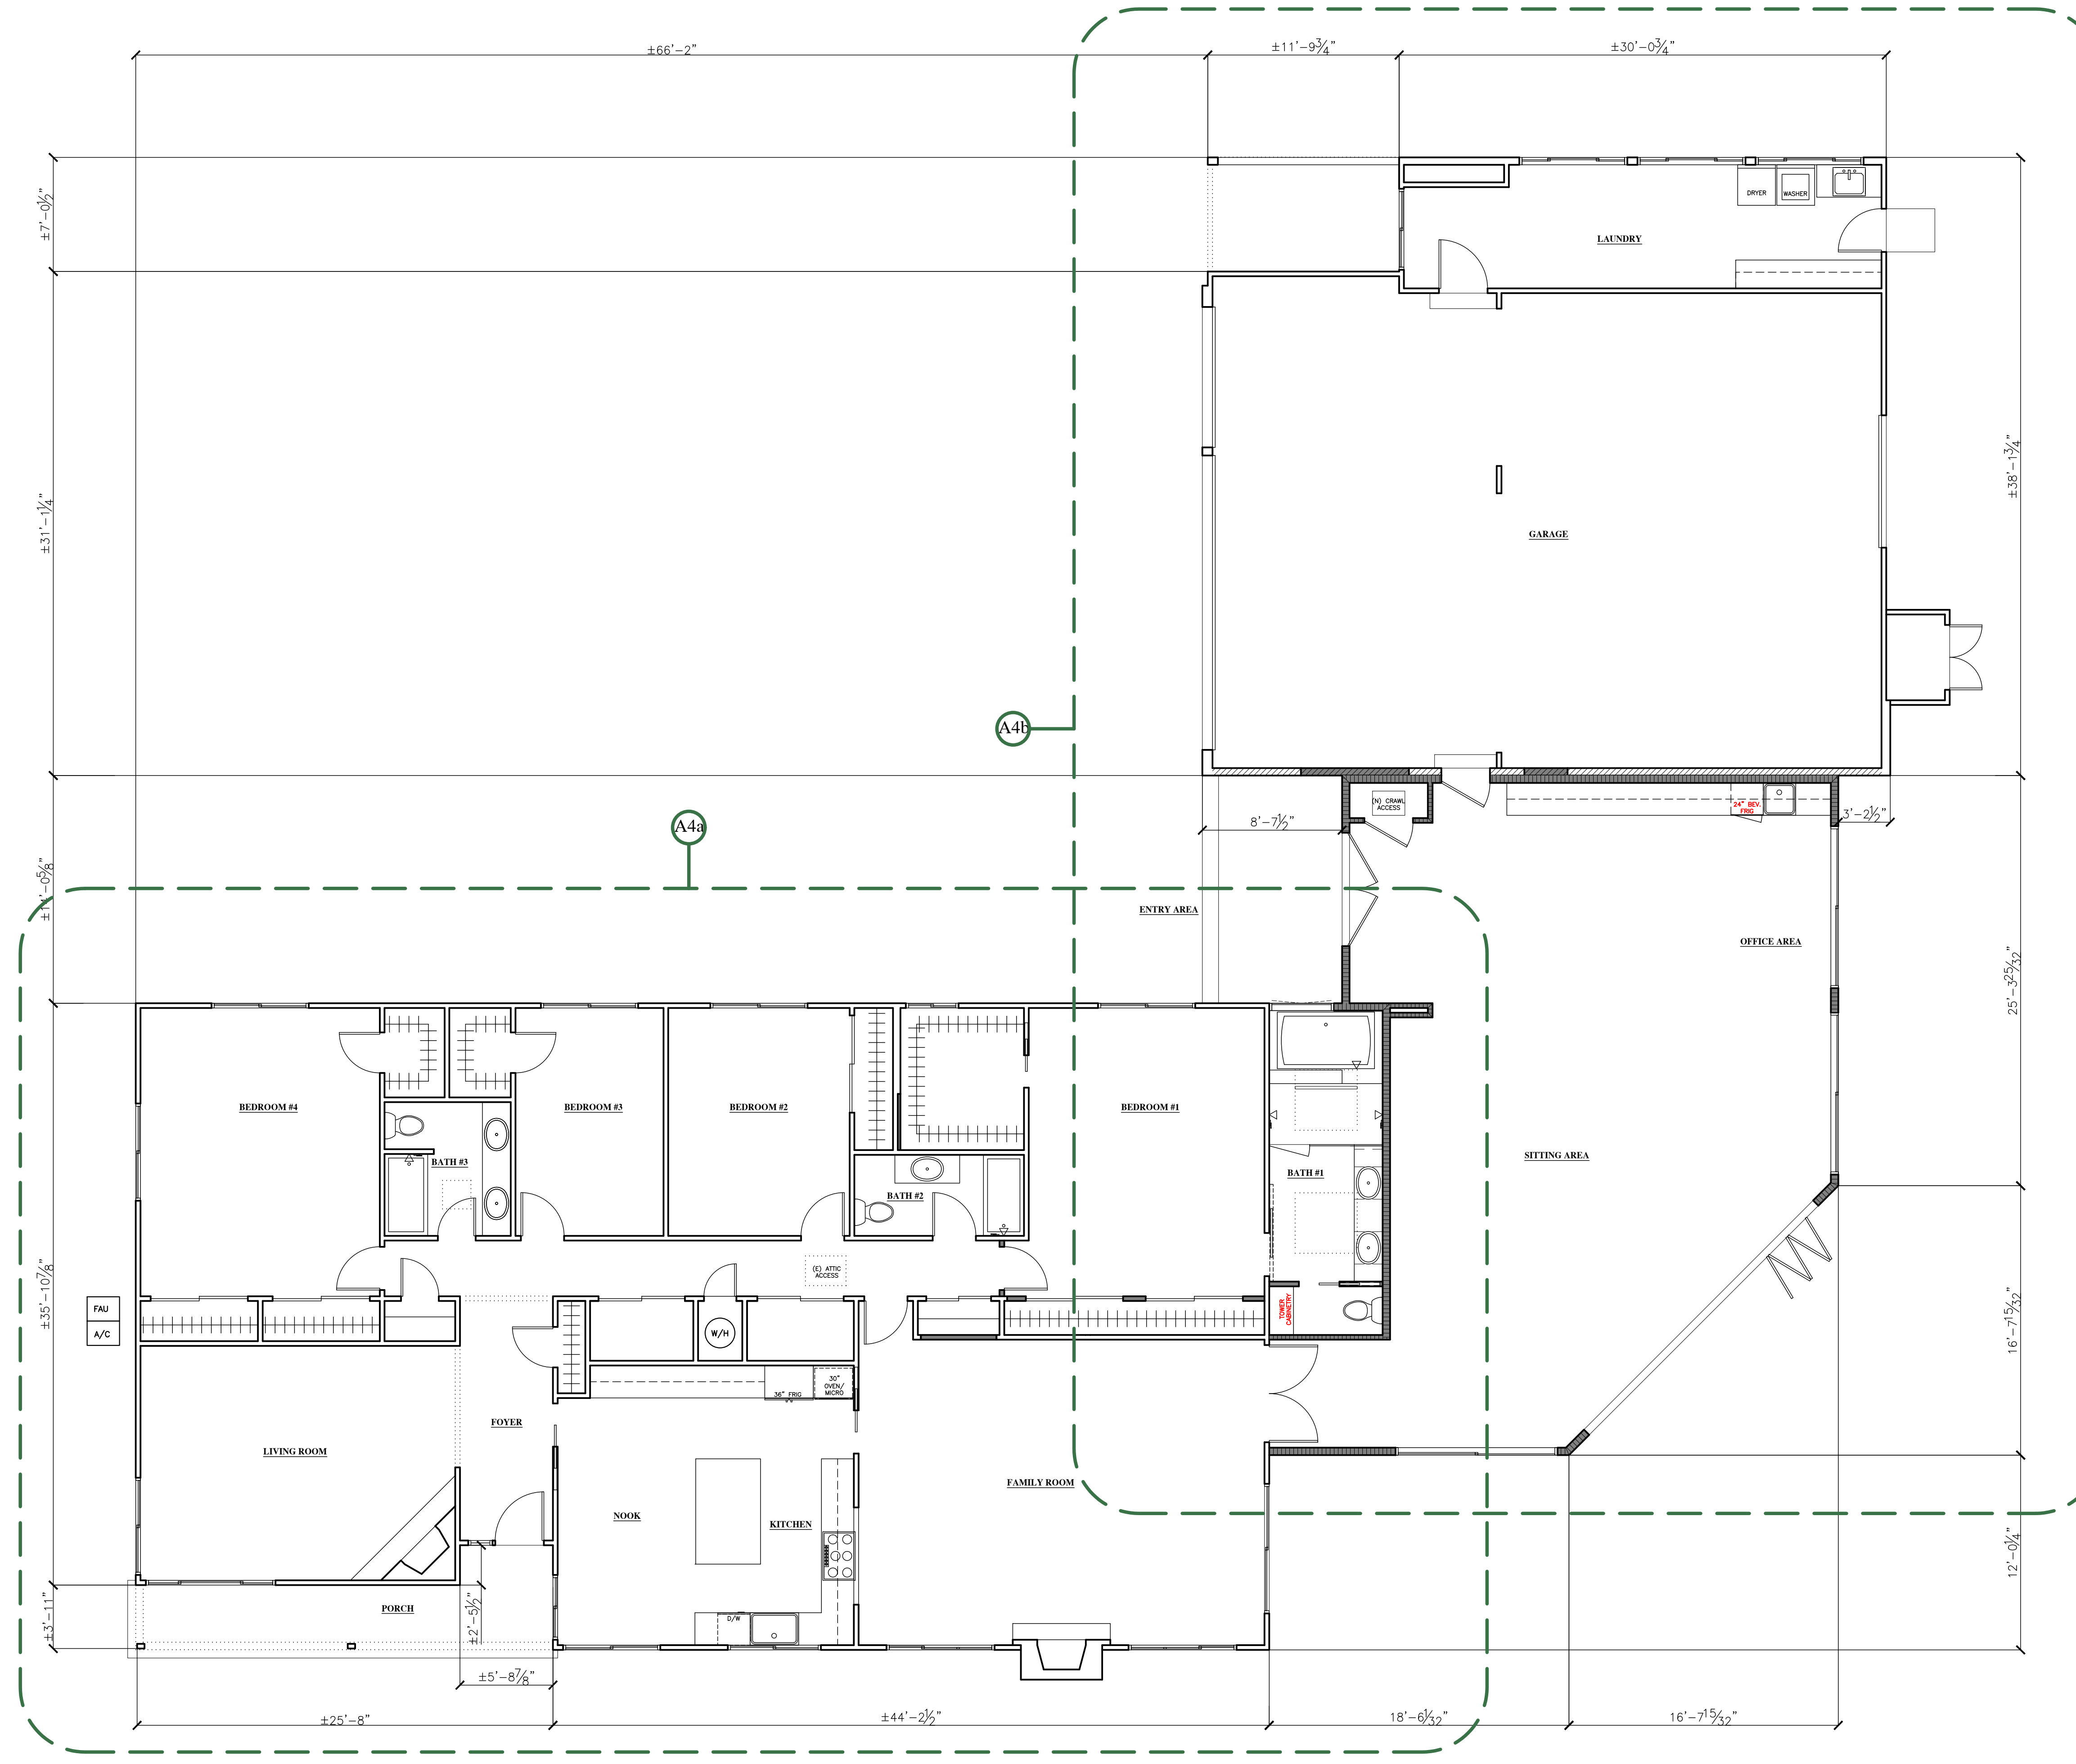 ±66'-2"
±11'-9¾"
±30'-0¾"
±7'-0½"
DRYER
WASHER
LAUNDRY
±31'-1¼"
±38'-1¾"
GARAGE
A4b
(N) CRAWL
ACCESS
24" BEV.
FRIG
3'-2½"
8'-7½"
A4a
ENTRY AREA
OFFICE AREA
25'-3 25/32"
BEDROOM #4
BEDROOM #3
BEDROOM #2
BEDROOM #1
SITTING AREA
BATH #3
BATH #1
BATH #2
(E) ATTIC
ACCESS
±35'-10⅞"
FAU
A/C
TOWER
CABINETRY
W/H
16'-7 15/32"
36" FRIG
30"
OVEN/
MICRO
FOYER
LIVING ROOM
FAMILY ROOM
NOOK
KITCHEN
12'-0¼"
±3'-11"
PORCH
±2'-5½"
D/W
±5'-8⅞"
±25'-8"
±44'-2½"
18'-6 1/32"
16'-7 15/32"